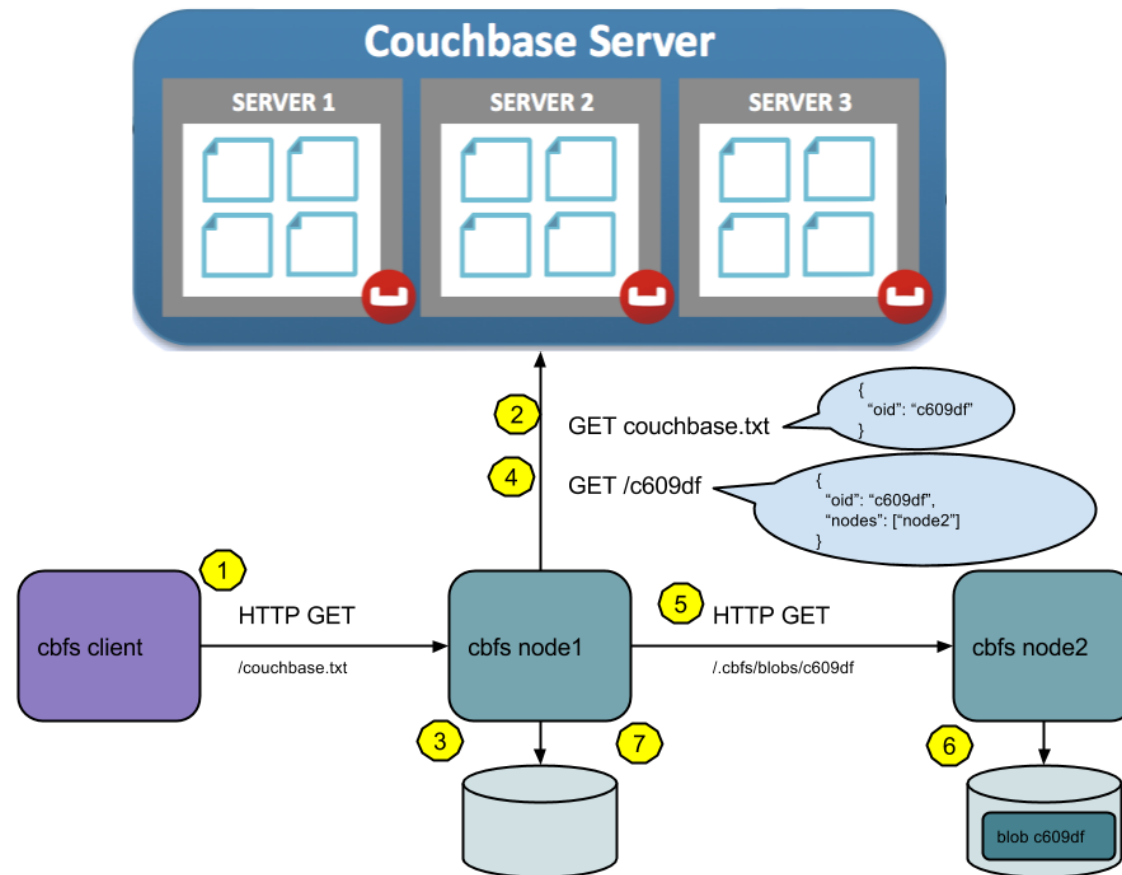 Couchbase Server
SERVER 1
SERVER 2
SERVER 3
2
GET couchbase.txt
{
“oid”: “c609df”
}
4
GET /c609df
{
“oid”: “c609df”,
“nodes”: [“node2”]
}
1
cbfs client
HTTP GET
/couchbase.txt
cbfs node1
5
HTTP GET
/.cbfs/blobs/c609df
cbfs node2
3
7
6
blob c609df